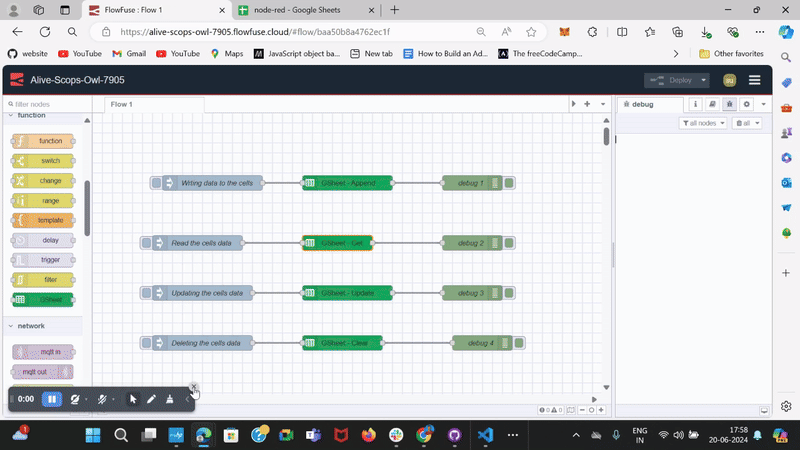 FlowFuse : FlowFuse
node-red - Google Sheets
https://alive-scops-owl-7905.flowfuse.cloud/#flow/baa50b8a4762ec1f
website
YouTube
Gmail
YouTube
Maps
JavaScript object ba...
New tab
How to Build an Ad...
The freeCodeCamp...
Other favorites
Alive-Scops-Owl-7905
Deploy
su
filter nodes
Flow 1
debug
all nodes
all
function
function
switch
change
range
template
delay
trigger
filter
GSheet
network
mqtt in
mqtt out
Writing data to the cells
GSheet - Append
debug 1
Read the cells data
GSheet - Get
debug 2
Updating the cells data
GSheet - Update
debug 3
Deleting the cells data
GSheet - Clear
debug 4
0:00
0
0
1
ENG
IN
17:58
20-06-2024